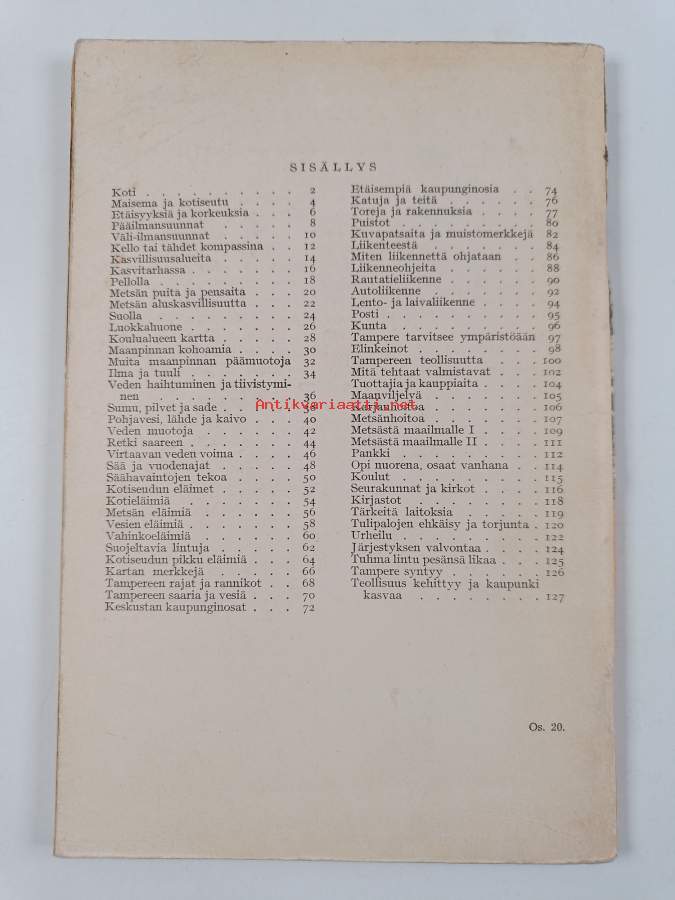 SISÄLLYS
Koti . . . . . . . . . . 2
Maisema ja kotiseutu . . . . 4
Etäisyyksiä ja korkeuksia . . . 6
Pääilmansuunnat . . . . . 8
Väli-ilmansuunnat . . . . . 10
Kello tai tähdet kompassina . . 12
Kasvillisuusalueita . . . . . 14
Kasvitarhassa . . . . . . . 16
Pellolla . . . . . . . . . 18
Metsän puita ja pensaita . . . 20
Metsän aluskasvillisuutta . . . 22
Suolla . . . . . . . . . 24
Luokkahuone . . . . . . . 26
Koulualueen kartta . . . . . 28
Maanpinnan kohoamia . . . . 30
Muita maanpinnan päämuotoja 32
Ilma ja tuuli . . . . . . . 34
Veden haihtuminen ja tiivistymi-
nen . . . . . . . . . 36
Sumu, pilvet ja sade . . . . 38
Pohjavesi, lähde ja kaivo . . . 40
Veden muotoja . . . . . . 42
Retki saareen . . . . . . . 44
Virtaavan veden voima . . . . 46
Sää ja vuodenajat . . . . . 48
Säähavaintojen tekoa . . . . 50
Kotiseudun eläimet . . . . . 52
Kotieläimiä . . . . . . . 54
Metsän eläimiä . . . . . . 56
Vesien eläimiä . . . . . . . 58
Vahinkoeläimiä . . . . . . 60
Suojeltavia lintuja . . . . . 62
Kotiseudun pikku eläimiä . . . 64
Kartan merkkejä . . . . . . 66
Tampereen rajat ja rannikot . . 68
Tampereen saaria ja vesiä . . . 70
Keskustan kaupunginosat . . . 72
Etäisempiä kaupunginosia . . 74
Katuja ja teitä . . . . . . 76
Toreja ja rakennuksia . . . . 77
Puistot . . . . . . . . . 80
Kuvapatsaita ja muistomerkkejä 82
Liikenteestä . . . . . . . 84
Miten liikennettä ohjataan . . 86
Liikenneohjeita . . . . . . 88
Rautatieliikenne . . . . . . 90
Autoliikenne . . . . . . . 92
Lento- ja laivaliikenne . . . . 94
Posti . . . . . . . . . . 95
Kunta . . . . . . . . . 96
Tampere tarvitsee ympäristöään 97
Elinkeinot . . . . . . . . 98
Tampereen teollisuutta . . . 100
Mitä tehtaat valmistavat . . . 102
Tuottajia ja kauppiaita . . . . 104
Maanviljelyä . . . . . . . 105
Karjanhoitoa . . . . . . . 106
Metsänhoitoa . . . . . . . 107
Metsästä maailmalle I . . . . 109
Metsästä maailmalle II . . . . 111
Pankki . . . . . . . . . 112
Opi nuorena, osaat vanhana . . 114
Koulut . . . . . . . . . 115
Seurakunnat ja kirkot . . . . 116
Kirjastot . . . . . . . . 118
Tärkeitä laitoksia . . . . . 119
Tulipalojen ehkäisy ja torjunta . 120
Urheilu . . . . . . . . . 122
Järjestyksen valvontaa . . . . 124
Tuhma lintu pesänsä likaa . . . 125
Tampere syntyy . . . . . . 126
Teollisuus kehittyy ja kaupunki
kasvaa . . . . . . . . 127
Antikvariaatti.net
Os. 20.